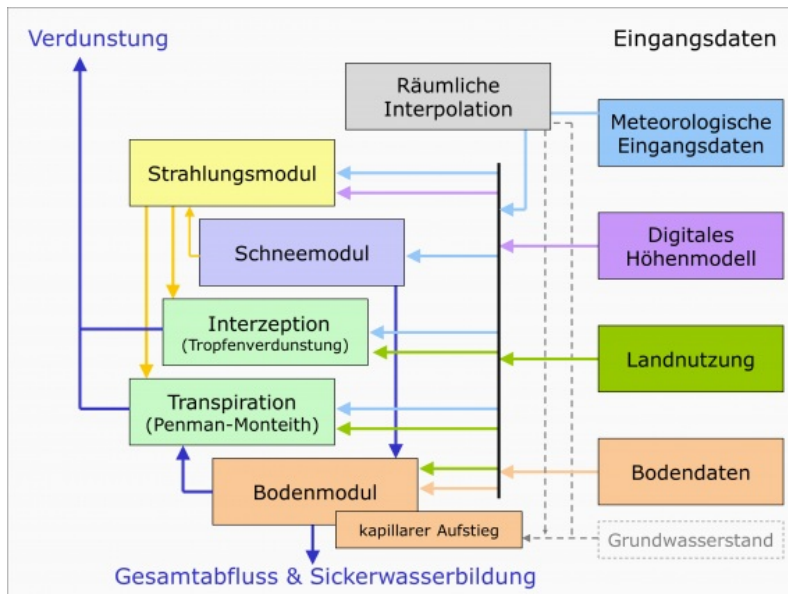 Verdunstung
Eingangsdaten
Räumliche
Interpolation
Meteorologische
Eingangsdaten
Strahlungsmodul
Schneemodul
Digitales
Höhenmodell
Interzeption
(Tropfenverdunstung)
Landnutzung
Transpiration
(Penman-Monteith)
Bodenmodul
Bodendaten
kapillarer Aufstieg
Grundwasserstand
Gesamtabfluss & Sickerwasserbildung